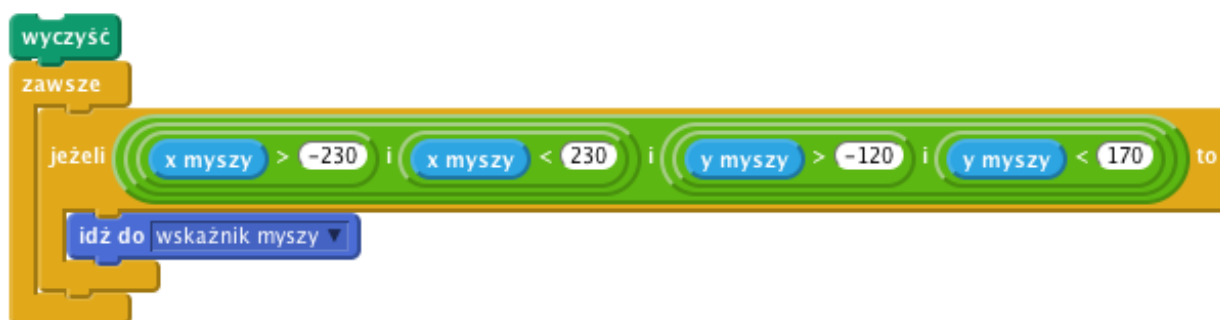 wyczyść
zawsze
jeżeli x myszy > -230 i x myszy < 230 i y myszy > -120 i y myszy < 170 to
idź do wskaźnik myszy